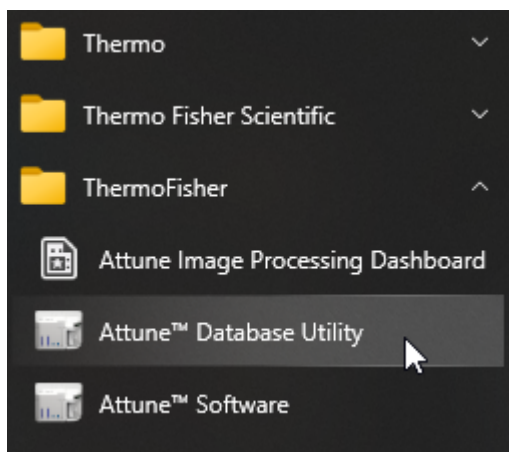 Thermo
Thermo Fisher Scientific
ThermoFisher
Attune Image Processing Dashboard
Attune™ Database Utility
Attune™ Software